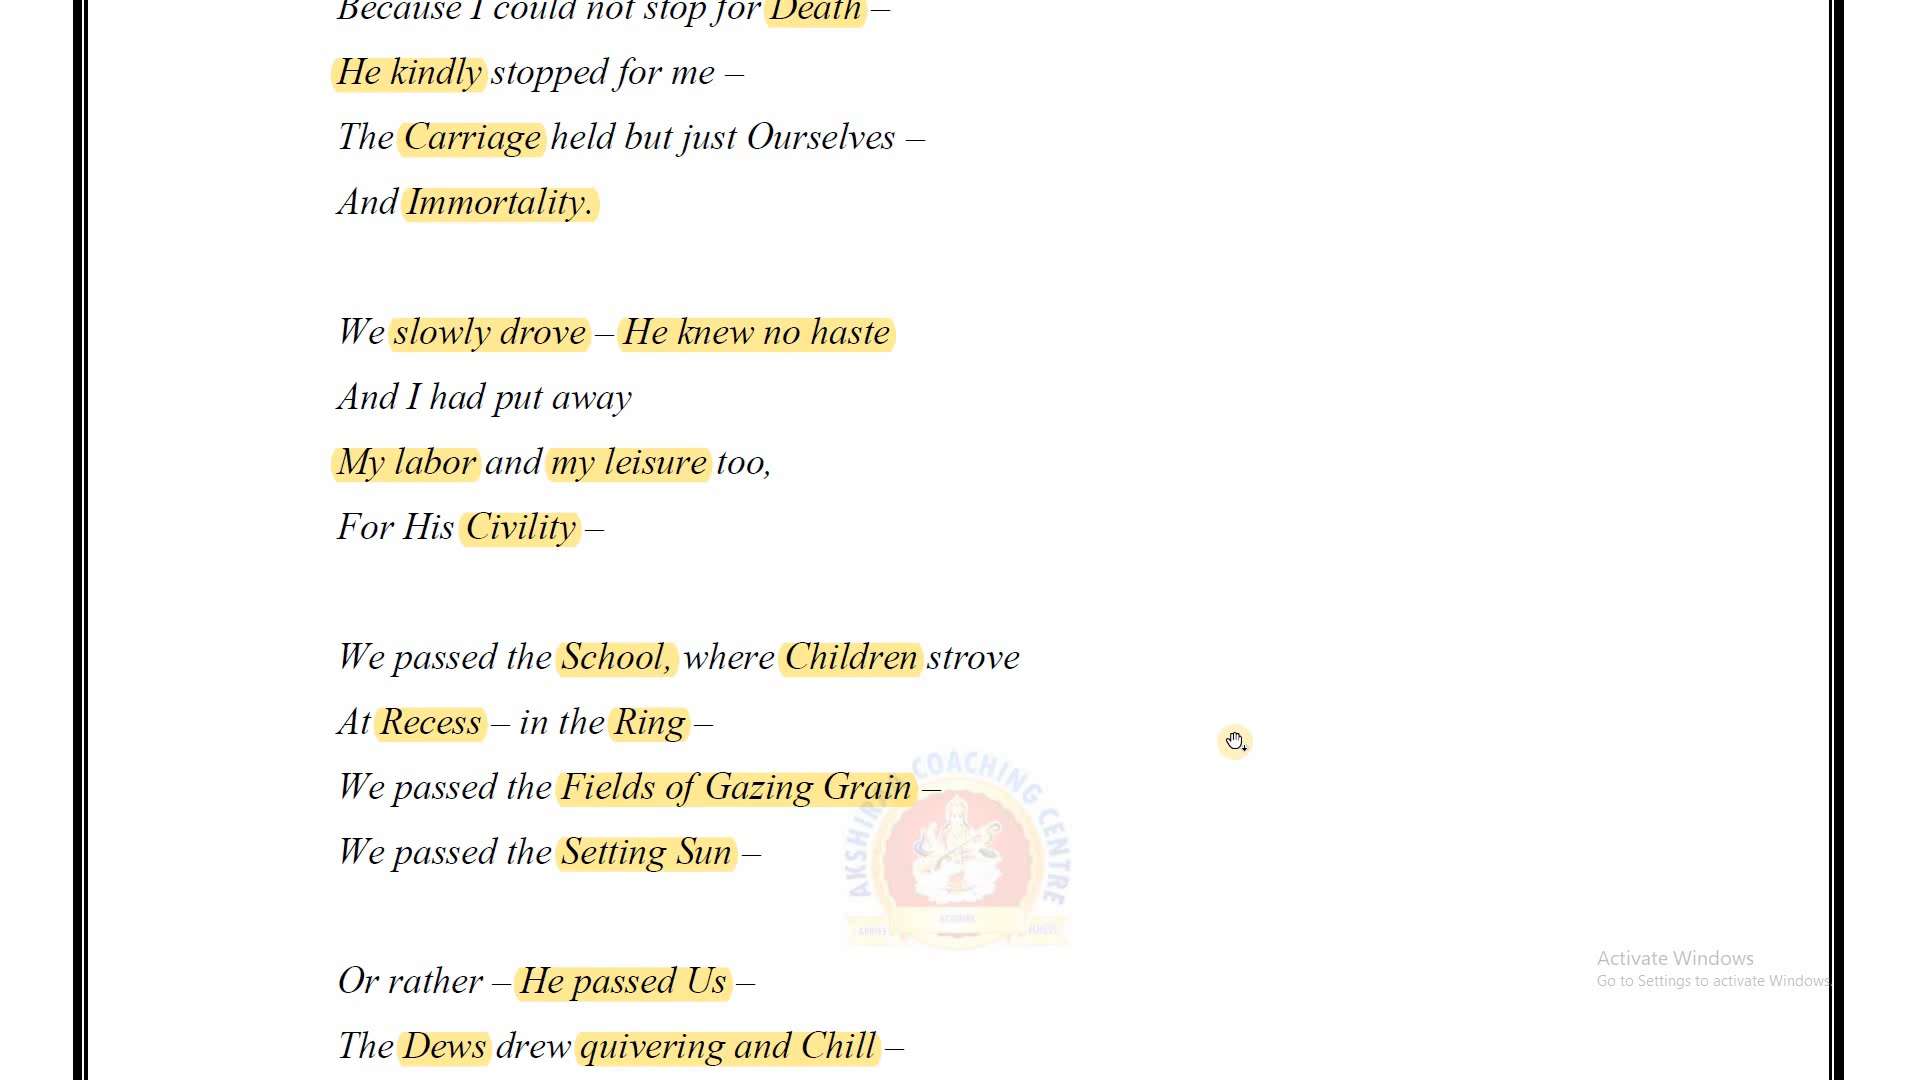 Because I could not stop for Death –
He kindly stopped for me –
The Carriage held but just Ourselves –
And Immortality.
We slowly drove – He knew no haste
And I had put away
My labor and my leisure too,
For His Civility –
We passed the School, where Children strove
At Recess – in the Ring –
We passed the Fields of Gazing Grain –
We passed the Setting Sun –
AKSHIRA COACHING CENTRE
ACQUIRE
Or rather – He passed Us –
The Dews drew quivering and Chill –
Activate Windows
Go to Settings to activate Windows.